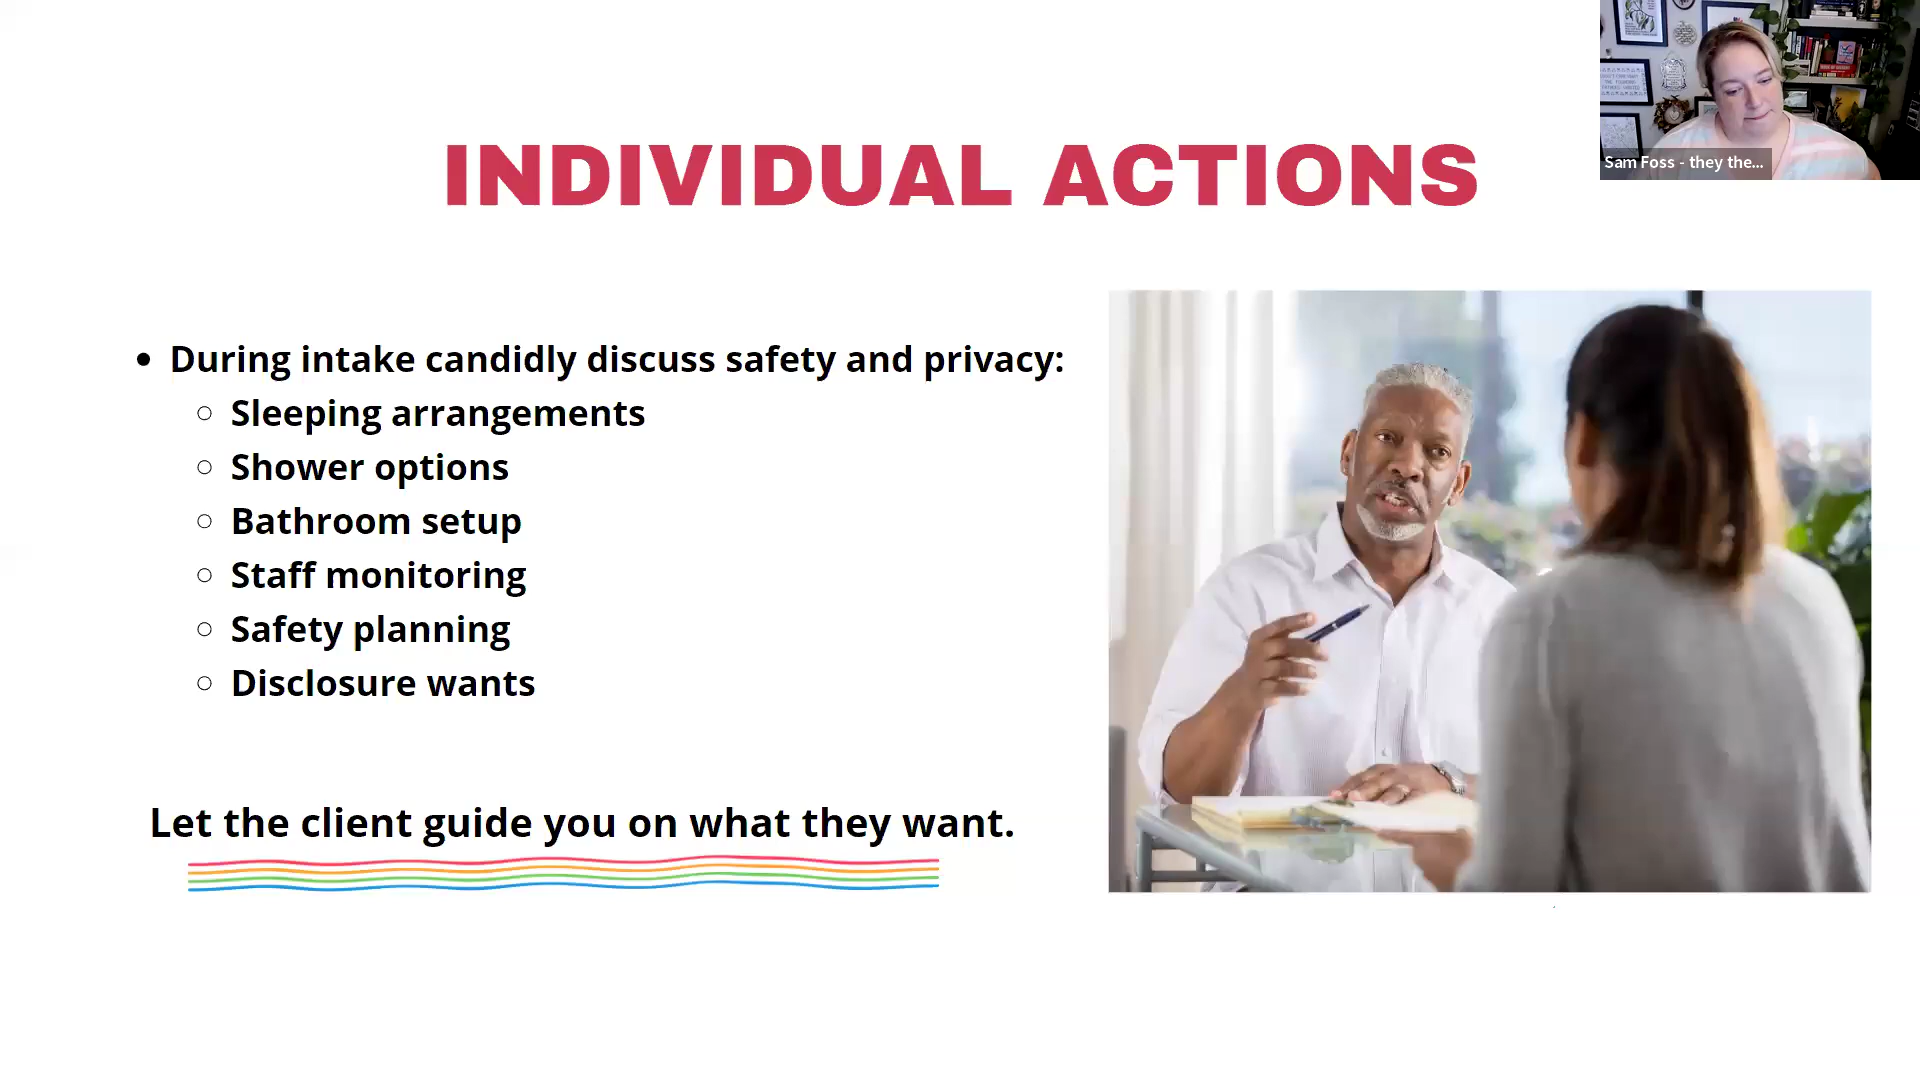 INDIVIDUAL ACTIONS
Sam Foss - they the...
• During intake candidly discuss safety and privacy:
○ Sleeping arrangements
○ Shower options
○ Bathroom setup
○ Staff monitoring
○ Safety planning
○ Disclosure wants
Let the client guide you on what they want.